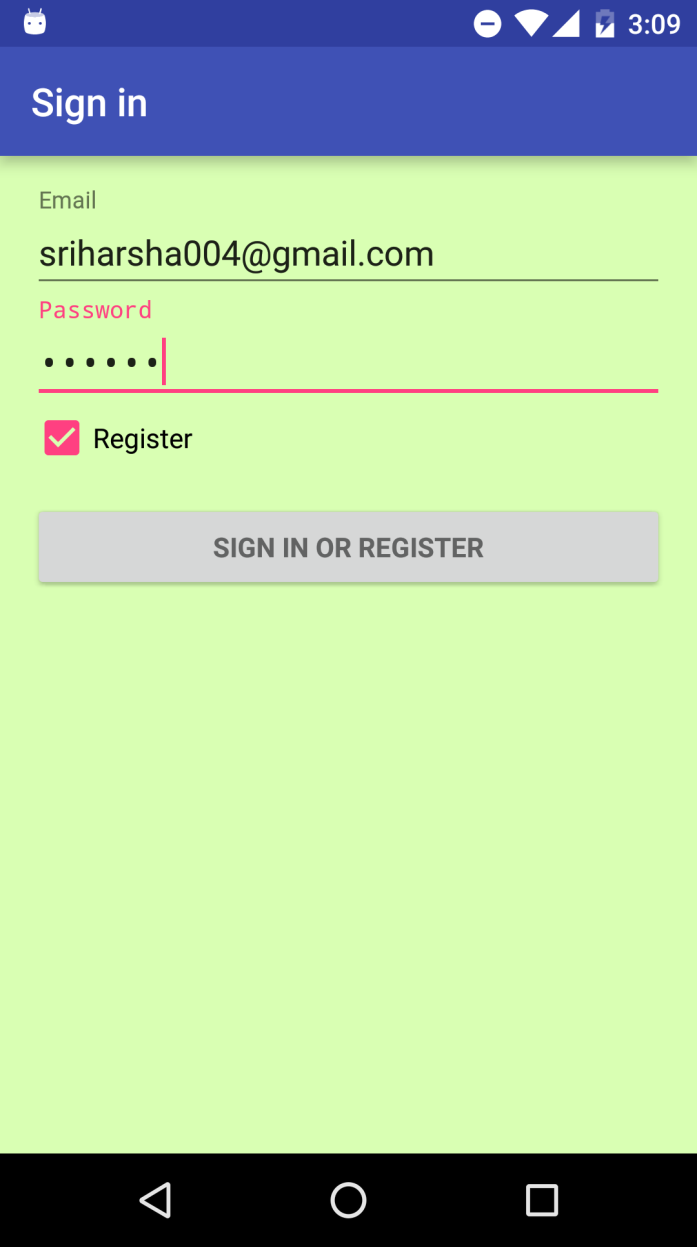 3:09
Sign in
Email
sriharsha004@gmail.com
Password
••••••
Register
SIGN IN OR REGISTER